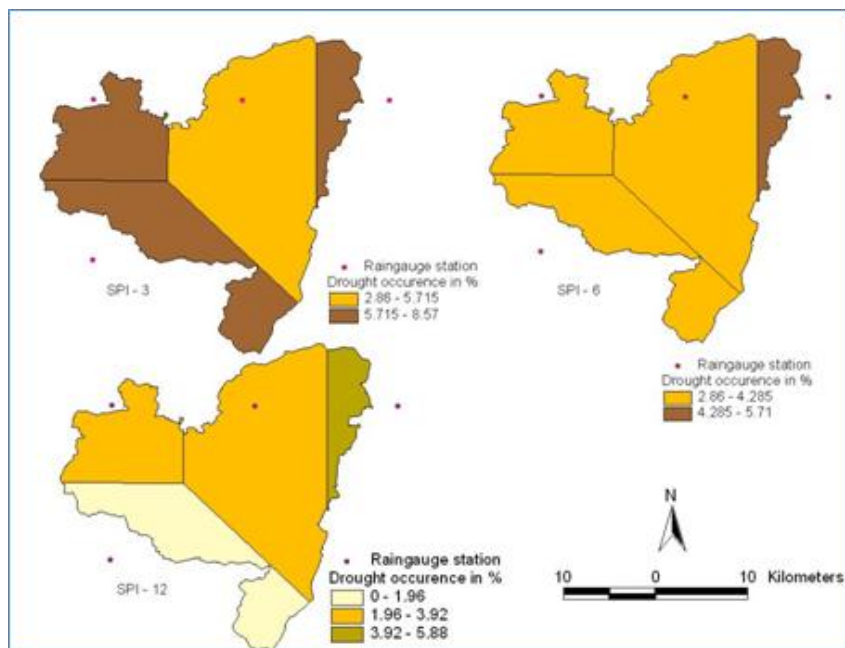 Raingauge station
Drought occurence in %
2.86 - 5.715
5.715 - 8.57
SPI - 3
Raingauge station
Drought occurence in %
2.86 - 4.285
4.285 - 5.71
SPI - 6
Raingauge station
Drought occurence in %
0 - 1.96
1.96 - 3.92
3.92 - 5.88
SPI - 12
N
10 0 10 Kilometers